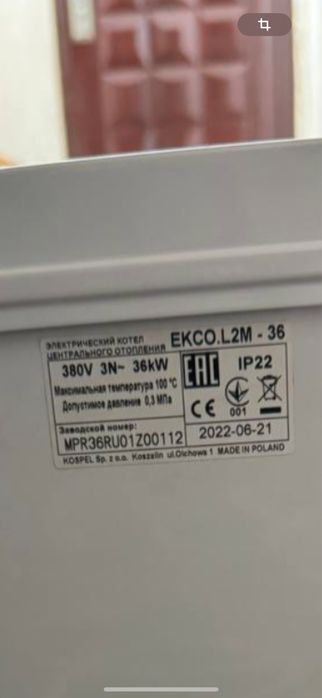 ЭЛЕКТРИЧЕСКИЙ КОТЕЛ
ЦЕНТРАЛЬНОГО ОТОПЛЕНИЯ
EKCO.L2M - 36
380V 3N~ 36kW
Максимальная температура 100 °C
Допустимое давление 0,3 МПа
EAC
IP22
CE
001
Заводской номер:
MPR36RU01Z00112
2022-06-21
KOSPEL Sp. z o.o. Koszalin ul.Olchowa 1 MADE IN POLAND